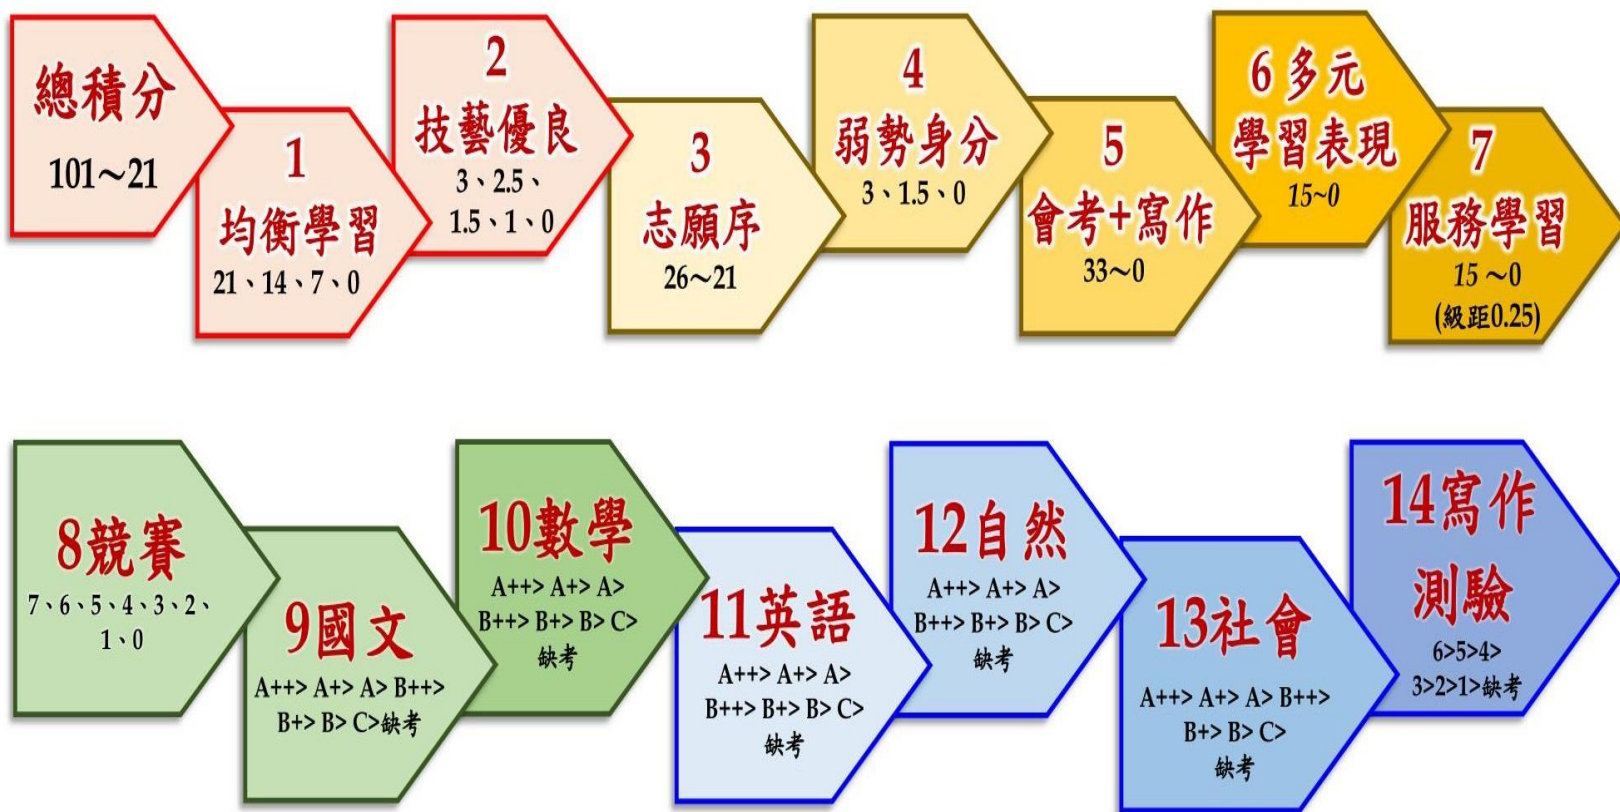 總積分
101～21
1
均衡學習
21、14、7、0
2
技藝優良
3、2.5、
1.5、1、0
3
志願序
26～21
4
弱勢身分
3、1.5、0
5
會考+寫作
33～0
6 多元
學習表現
15~0
7
服務學習
15 ～0
(級距0.25)
8競賽
7、6、5、4、3、2、
1、0
9國文
A++> A+> A> B++>
B+> B> C>缺考
10數學
A++> A+> A>
B++> B+> B> C>
缺考
11英語
A++> A+> A>
B++> B+> B> C>
缺考
12自然
A++> A+> A>
B++> B+> B> C>
缺考
13社會
A++> A+> A> B++>
B+> B> C>
缺考
14寫作
測驗
6>5>4>
3>2>1>缺考